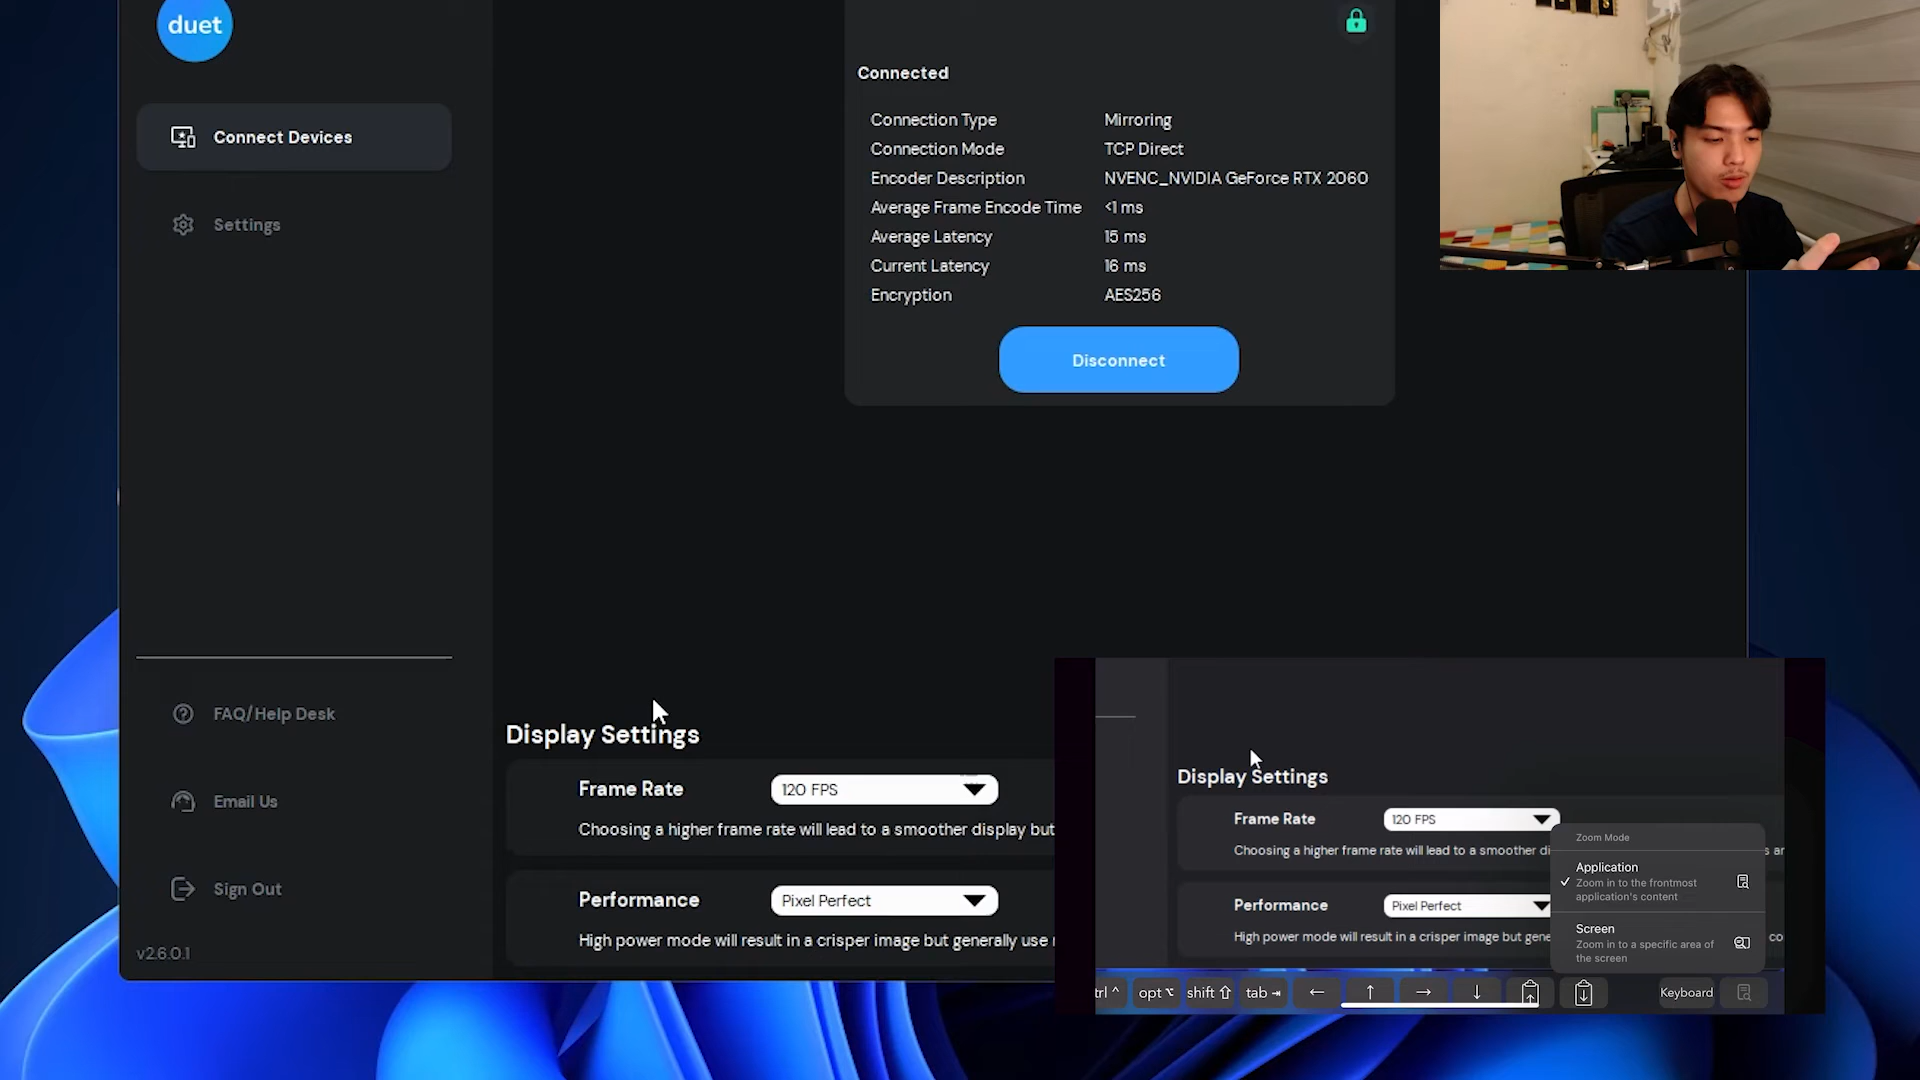 duet
Connect Devices
Settings
FAQ/Help Desk
Email Us
Sign Out
v2.6.0.1
Connected
Connection Type Mirroring
Connection Mode TCP Direct
Encoder Description NVENC_NVIDIA GeForce RTX 2060
Average Frame Encode Time <1 ms
Average Latency 15 ms
Current Latency 16 ms
Encryption AES256
Disconnect
Display Settings
Frame Rate 120 FPS
Choosing a higher frame rate will lead to a smoother display but
Performance Pixel Perfect
High power mode will result in a crisper image but generally use
Display Settings
Frame Rate 120 FPS
Choosing a higher frame rate will lead to a smoother di
Performance Pixel Perfect
High power mode will result in a crisper image but gene
Zoom Mode
Application
Zoom in to the frontmost
application's content
Screen
Zoom in to a specific area of
the screen
trl ^ opt ⌥ shift ⇧ tab ⇥ ← ↑ → ↓ Keyboard